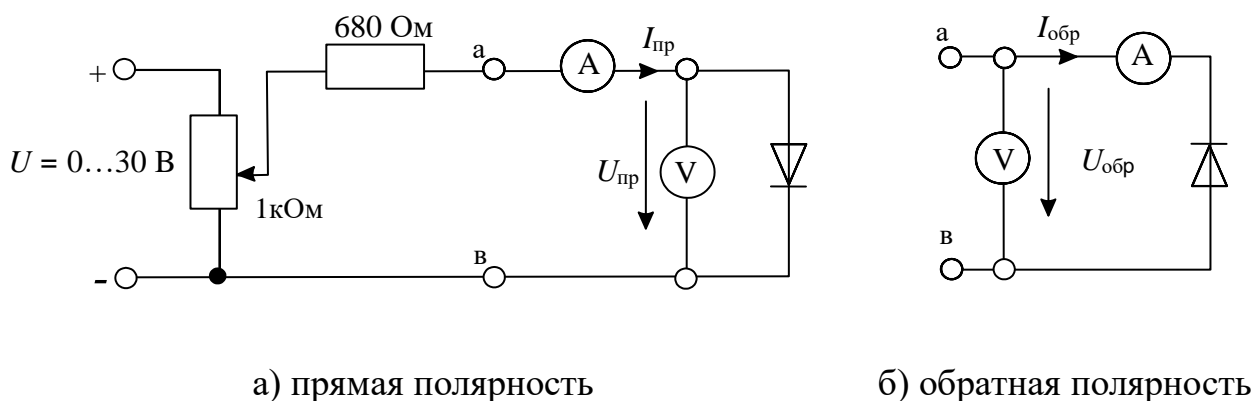 680 Ом
+
а
A
Iпр
U = 0…30 В
1кОм
Uпр
V
-
в
а) прямая полярность
а
Iобр
A
V
Uобр
в
б) обратная полярность